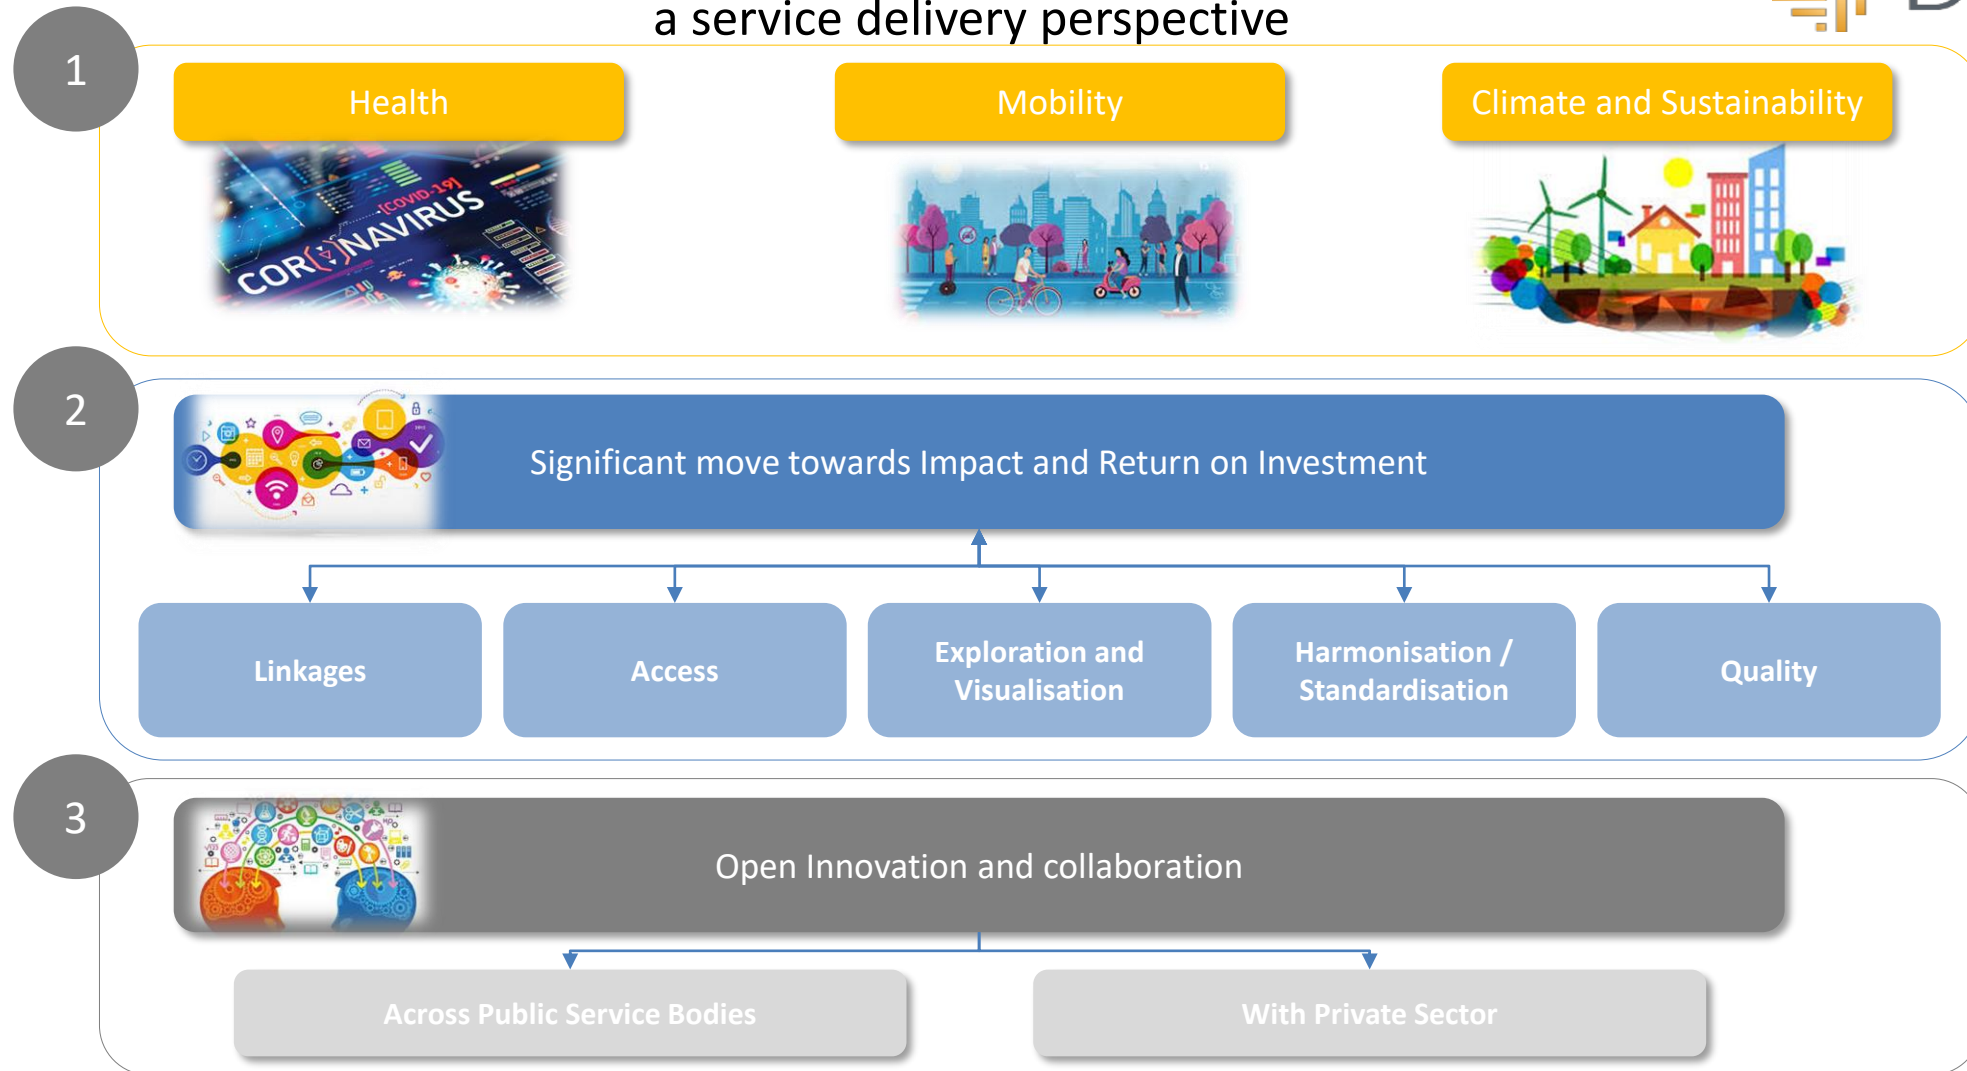 a service delivery perspective
1
Health
Mobility
Climate and Sustainability
[COVID-19]
COR( )NAVIRUS
2
Significant move towards Impact and Return on Investment
Linkages
Access
Exploration and
Visualisation
Harmonisation /
Standardisation
Quality
3
Open Innovation and collaboration
Across Public Service Bodies
With Private Sector